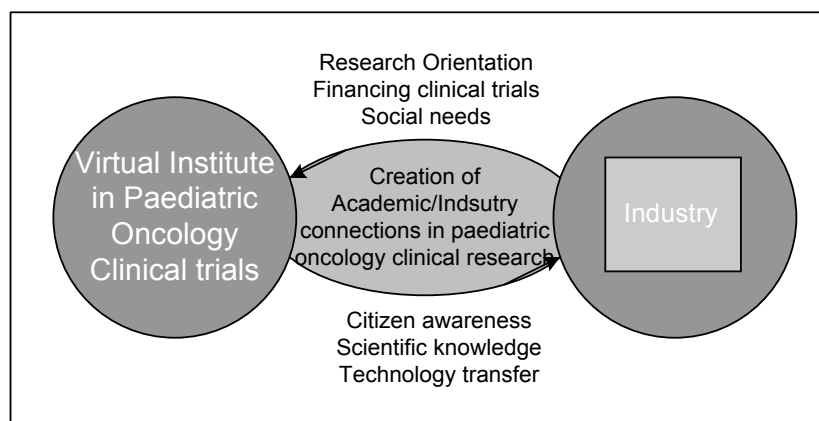 Research Orientation
Financing clinical trials
Social needs
Virtual Institute
in Paediatric
Oncology
Clinical trials
Creation of
Academic/Indsutry
connections in paediatric
oncology clinical research
Industry
Citizen awareness
Scientific knowledge
Technology transfer